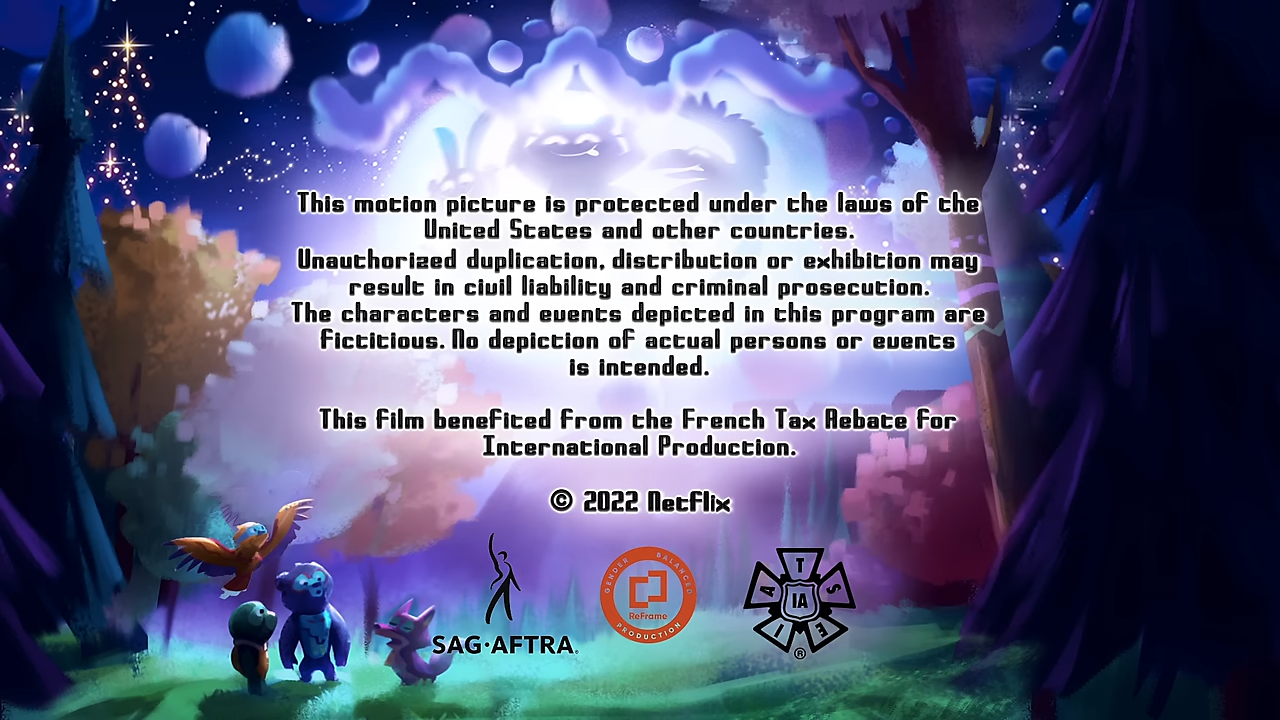 This motion picture is protected under the laws of the
United States and other countries.
Unauthorized duplication, distribution or exhibition may
result in civil liability and criminal prosecution.
The characters and events depicted in this program are
fictitious. No depiction of actual persons or events
is intended.
This film benefited from the French Tax Rebate for
International Production.
© 2022 Netflix
SAG·AFTRA®
GENDER BALANCED
ReFrame
PRODUCTION
IATSE
IA
®